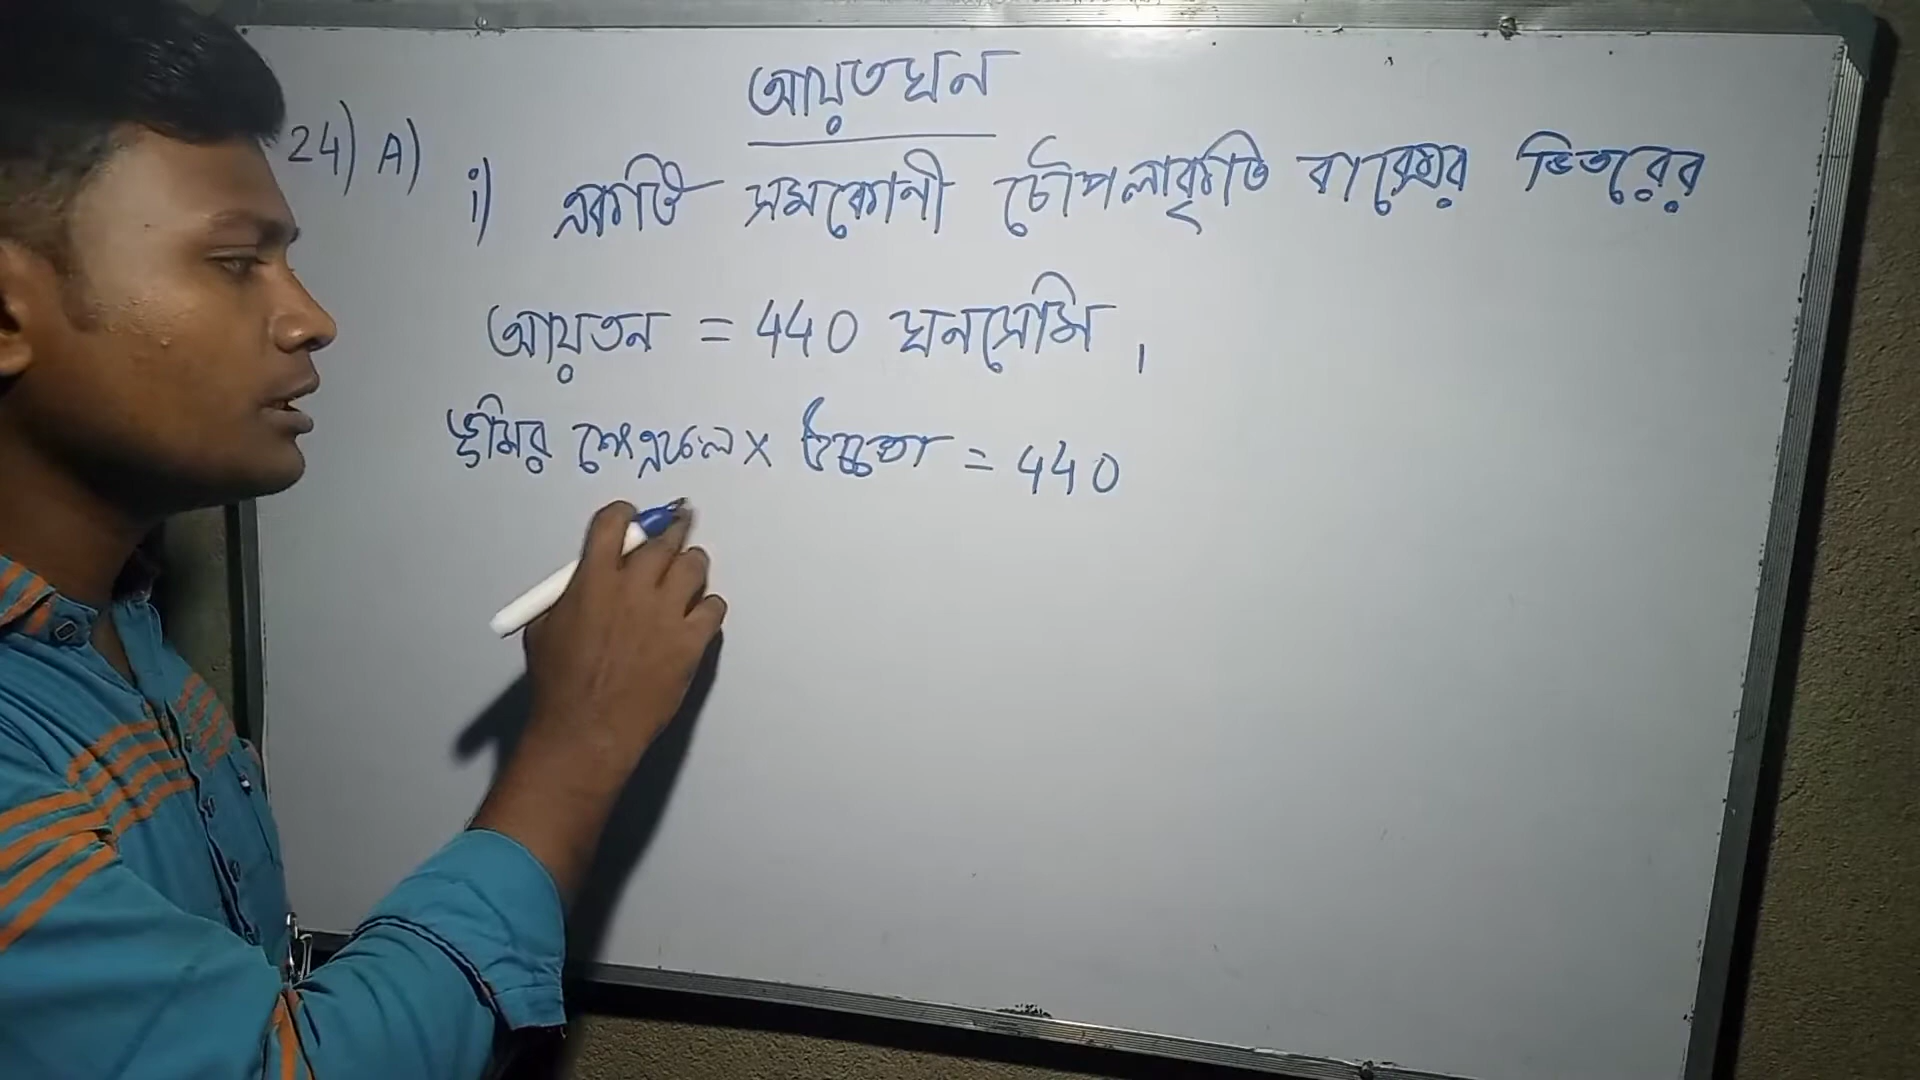 আয়তঘন
24) A) i) একটি সমকোনী চৌপলাকৃতি বাক্সের ভিতরের
আয়তন = 440 ঘনসেমি,
ভূমির ক্ষেত্রফল x উচ্চতা = 440